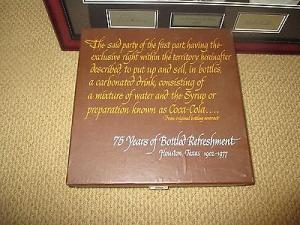 The said party of the first part, having the
exclusive right within the territory hereinafter
described, to put up and sell, in bottles,
a carbonated drink, consisting of
a mixture of water and the Syrup or
preparation known as Coca-Cola....
From original bottling contract
75 Years of Bottled Refreshment
Houston, Texas 1902-1977